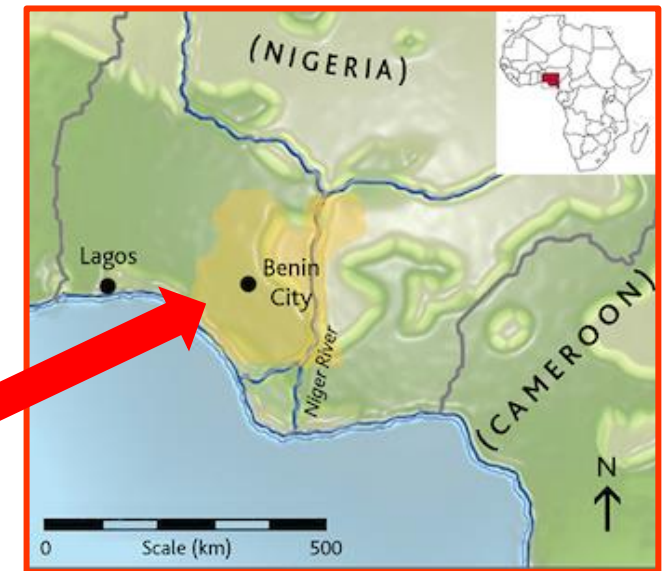 (NIGERIA)
Lagos
Benin
City
Niger River
(CAMEROON)
N
0 Scale (km) 500